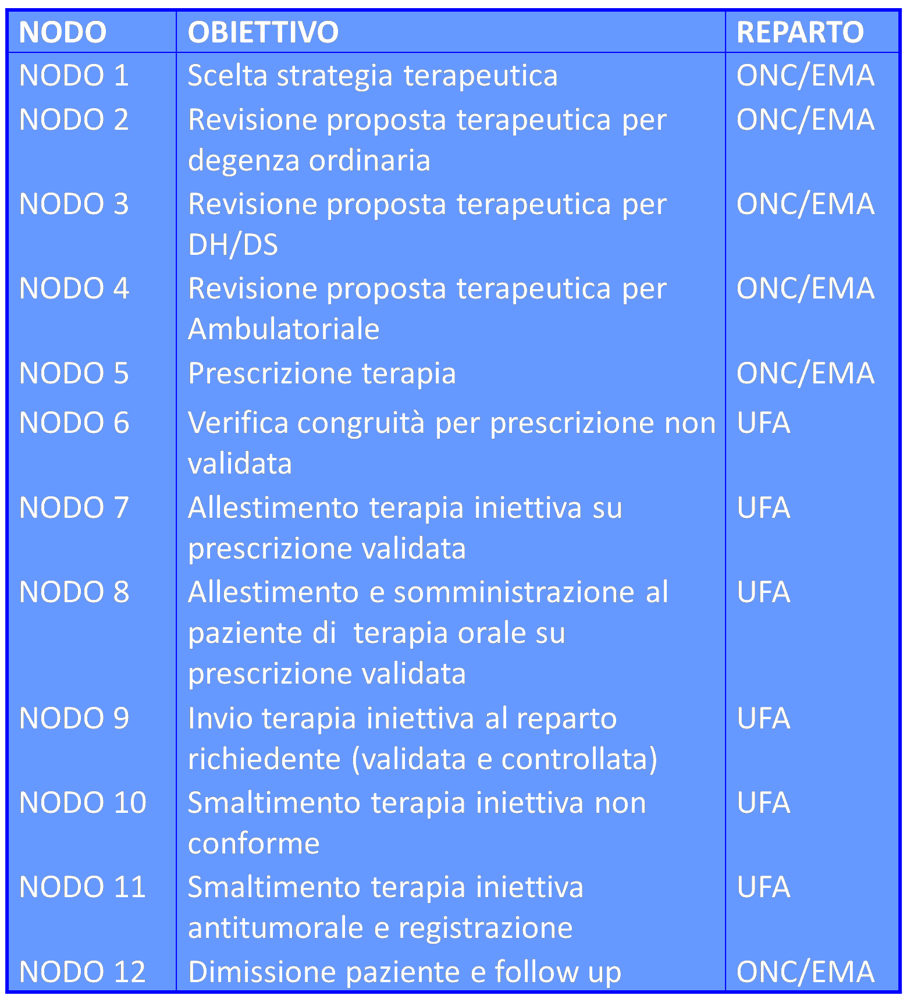 NODO OBIETTIVO REPARTO
NODO 1 Scelta strategia terapeutica ONC/EMA
NODO 2 Revisione proposta terapeutica per ONC/EMA
degenza ordinaria
NODO 3 Revisione proposta terapeutica per ONC/EMA
DH/DS
NODO 4 Revisione proposta terapeutica per ONC/EMA
Ambulatoriale
NODO 5 Prescrizione terapia ONC/EMA
NODO 6 Verifica congruità per prescrizione non UFA
validata
NODO 7 Allestimento terapia iniettiva su UFA
prescrizione validata
NODO 8 Allestimento e somministrazione al UFA
paziente di terapia orale su
prescrizione validata
NODO 9 Invio terapia iniettiva al reparto UFA
richiedente (validata e controllata)
NODO 10 Smaltimento terapia iniettiva non UFA
conforme
NODO 11 Smaltimento terapia iniettiva UFA
antitumorale e registrazione
NODO 12 Dimissione paziente e follow up ONC/EMA